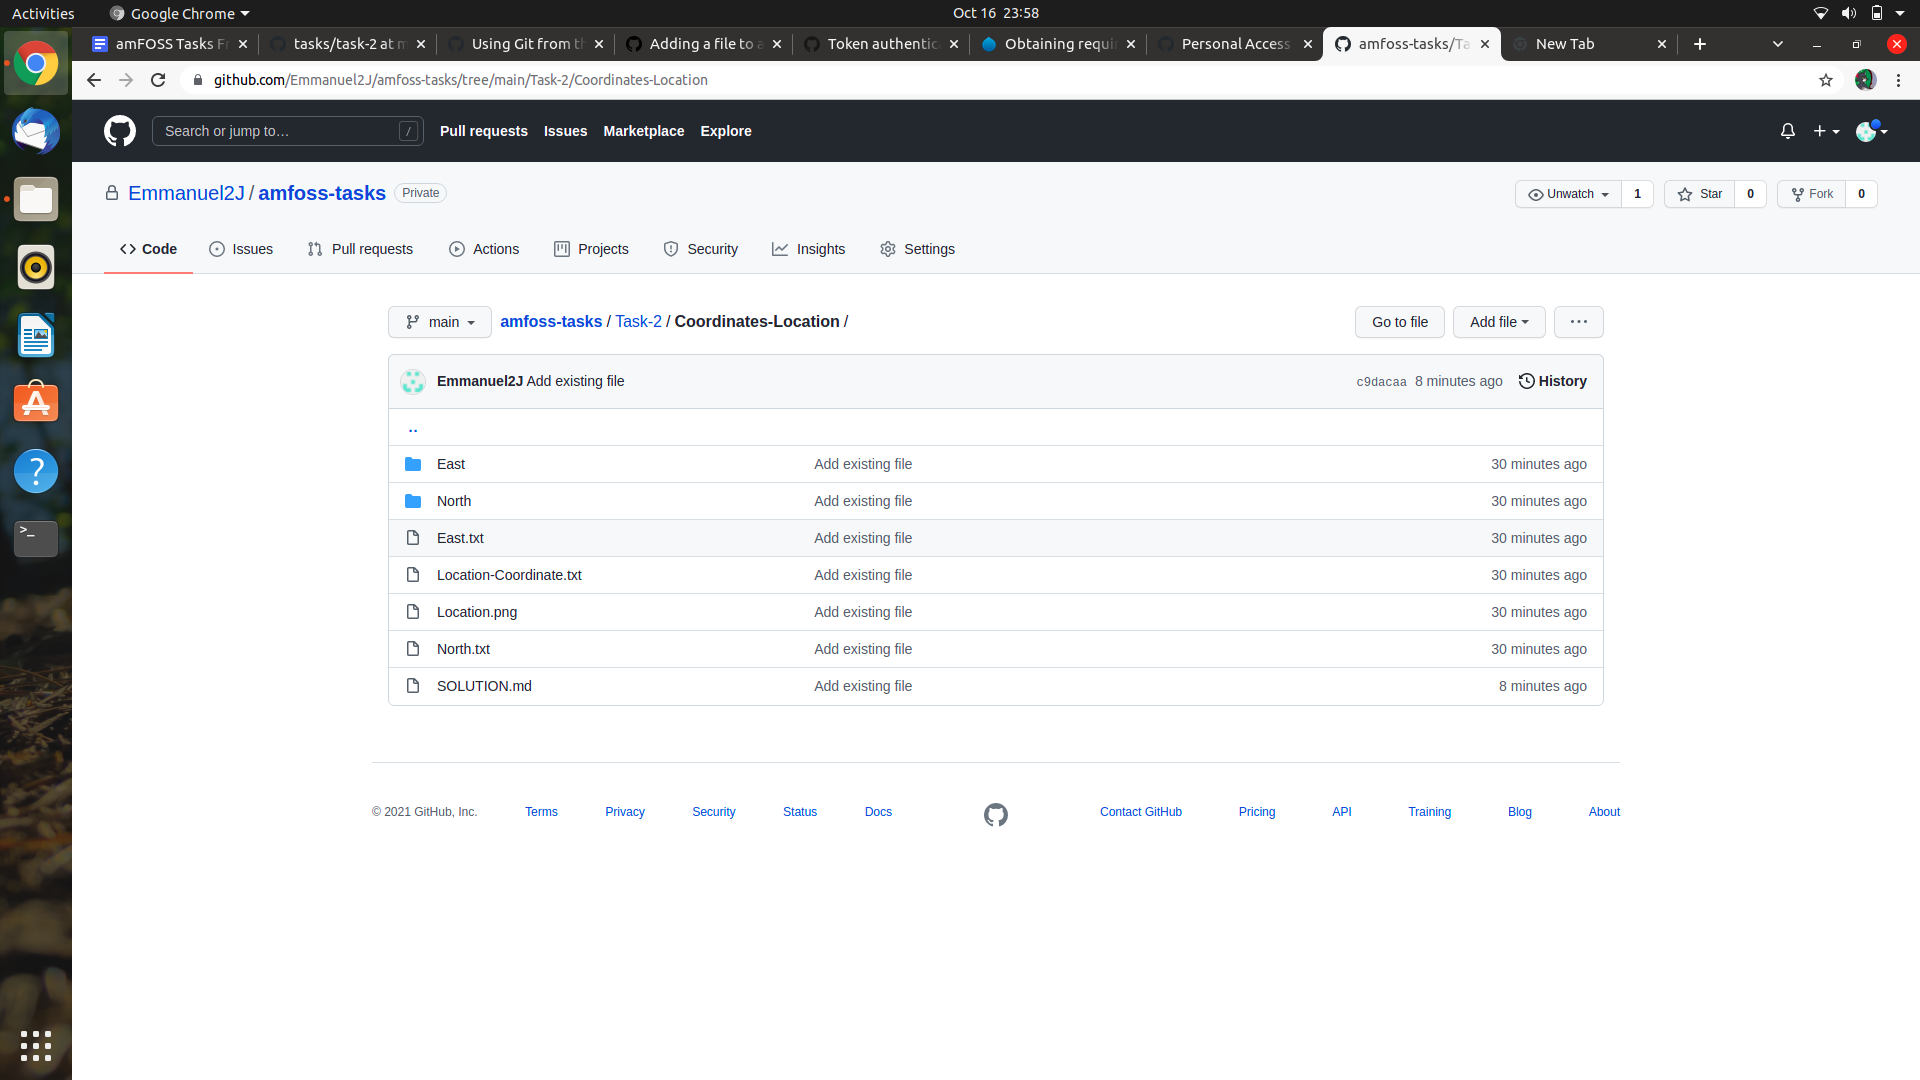 Activities Google Chrome Oct 16 23:58
amFOSS Tasks Fr tasks/task-2 at m Using Git from th Adding a file to a Token authentic Obtaining requi Personal Access amfoss-tasks/Ta New Tab
github.com/Emmanuel2J/amfoss-tasks/tree/main/Task-2/Coordinates-Location
Search or jump to… / Pull requests Issues Marketplace Explore
Emmanuel2J / amfoss-tasks Private Unwatch 1 Star 0 Fork 0
Code Issues Pull requests Actions Projects Security Insights Settings
main amfoss-tasks / Task-2 / Coordinates-Location / Go to file Add file ...
Emmanuel2J Add existing file c9dacaa 8 minutes ago History
..
East Add existing file 30 minutes ago
North Add existing file 30 minutes ago
East.txt Add existing file 30 minutes ago
Location-Coordinate.txt Add existing file 30 minutes ago
Location.png Add existing file 30 minutes ago
North.txt Add existing file 30 minutes ago
SOLUTION.md Add existing file 8 minutes ago
© 2021 GitHub, Inc. Terms Privacy Security Status Docs Contact GitHub Pricing API Training Blog About